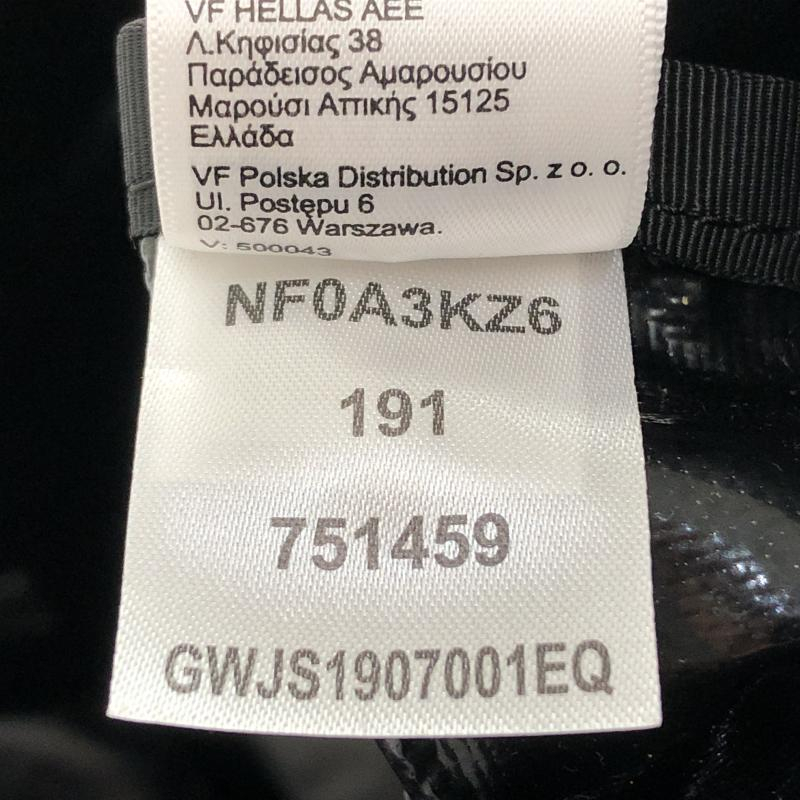 VF HELLAS AEE
Λ.Κηφισίας 38
Παράδεισος Αμαρουσίου
Μαρούσι Αττικής 15125
Ελλάδα
VF Polska Distribution Sp. z o. o.
Ul. Postępu 6
02-676 Warszawa.
V: 500043
NF0A3KZ6
191
751459
GWJS1907001EQ